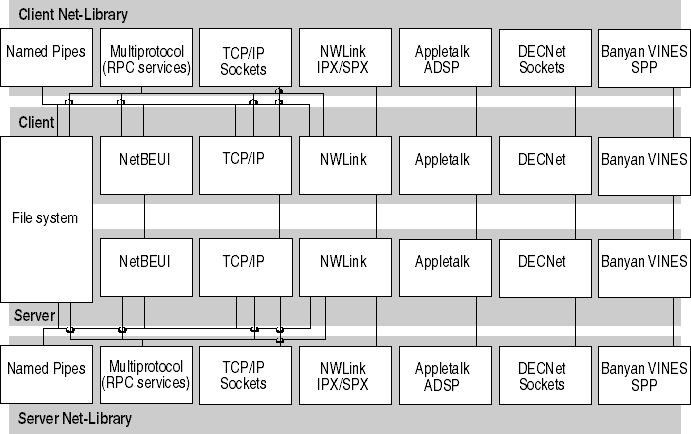 Client Net-Library
Named Pipes
Multiprotocol
(RPC services)
TCP/IP
Sockets
NWLink
IPX/SPX
Appletalk
ADSP
DECNet
Sockets
Banyan VINES
SPP
Client
File system
NetBEUI
TCP/IP
NWLink
Appletalk
DECNet
Banyan VINES
NetBEUI
TCP/IP
NWLink
Appletalk
DECNet
Banyan VINES
Server
Named Pipes
Multiprotocol
(RPC services)
TCP/IP
Sockets
NWLink
IPX/SPX
Appletalk
ADSP
DECNet
Sockets
Banyan VINES
SPP
Server Net-Library